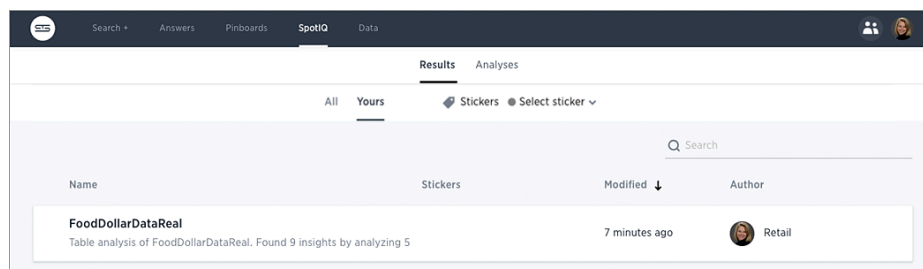 Search + Answers Pinboards SpotIQ Data
Results Analyses
All Yours Stickers Select sticker
Search
Name Stickers Modified Author
FoodDollarDataReal
Table analysis of FoodDollarDataReal. Found 9 insights by analyzing 5
7 minutes ago Retail